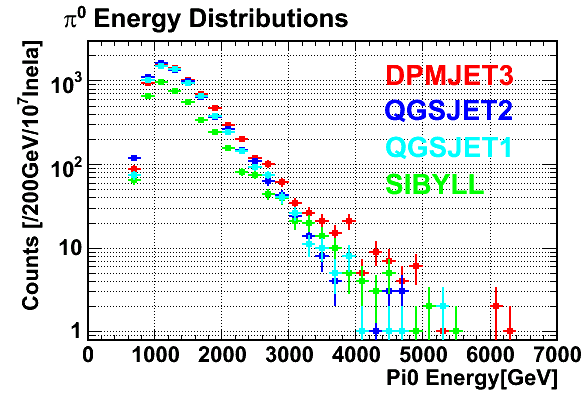 π⁰ Energy Distributions
Counts [/200GeV/10⁷Inela]
10³
10²
10
1
DPMJET3
QGSJET2
QGSJET1
SIBYLL
0 1000 2000 3000 4000 5000 6000 7000
Pi0 Energy[GeV]